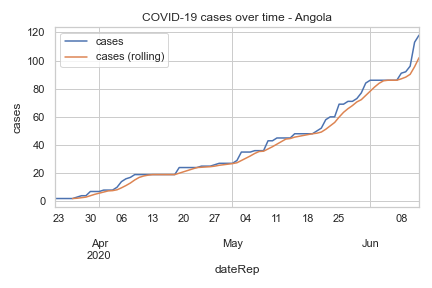 COVID-19 cases over time - Angola
cases
cases (rolling)
120
100
80
60
40
20
0
cases
23 30 06 13 20 27 04 11 18 25 01 08
Apr May Jun
2020
dateRep